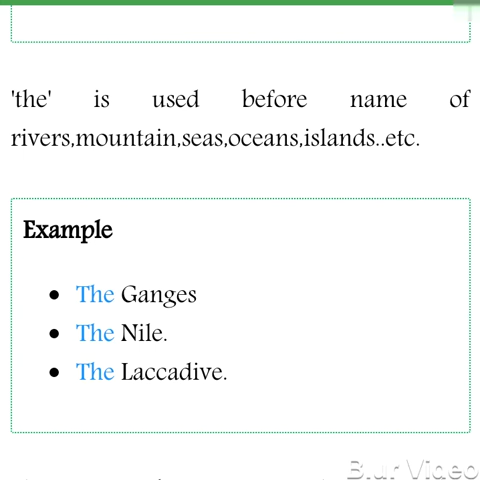 'the' is used before name of
rivers,mountain,seas,oceans,islands..etc.
Example
The Ganges
The Nile.
The Laccadive.
Blur Video